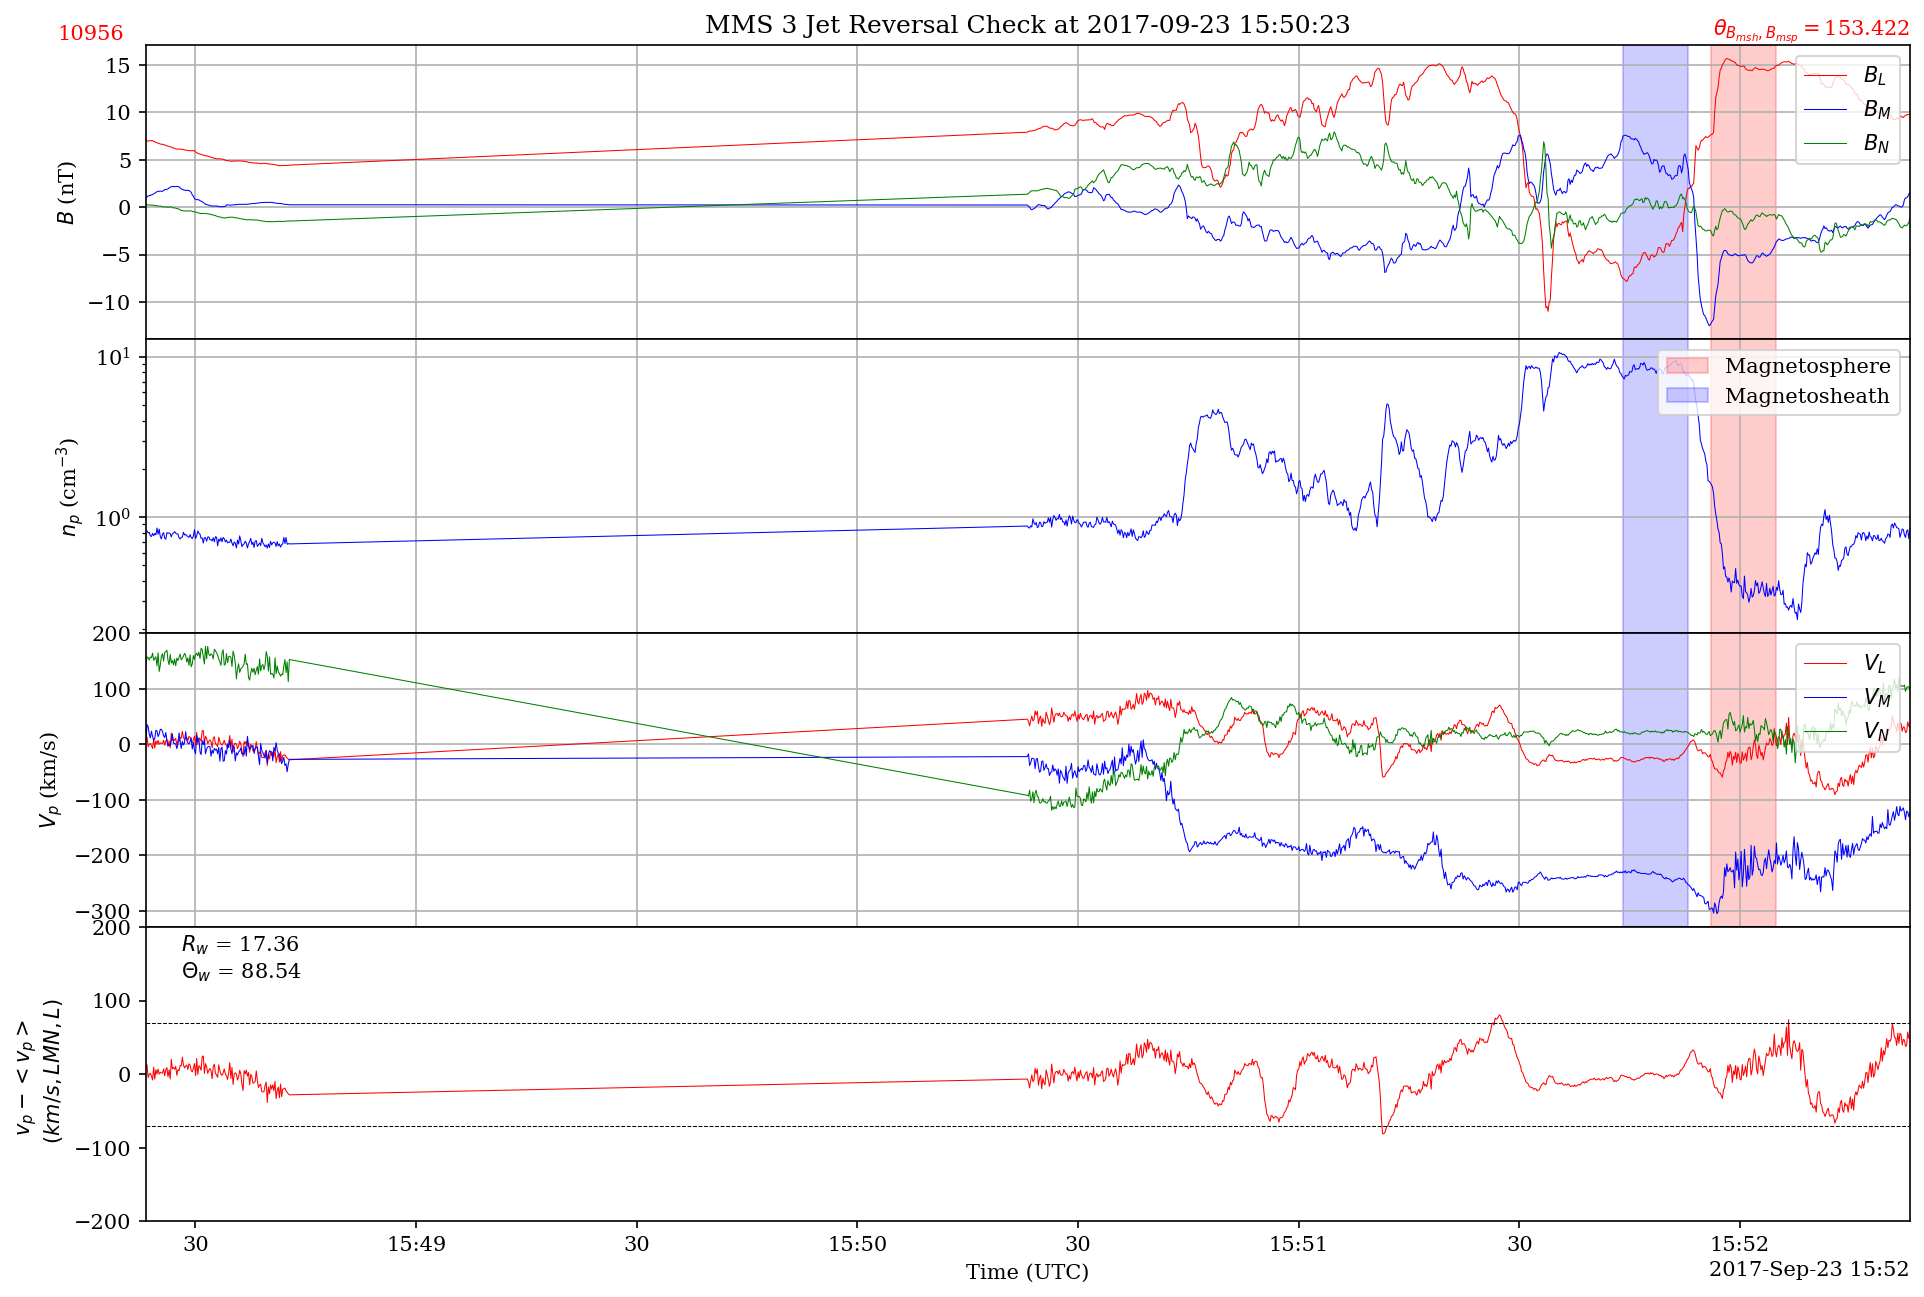 10956
MMS 3 Jet Reversal Check at 2017-09-23 15:50:23
θ_{B_{msh}, B_{msp}} = 153.422
15
10
5
0
−5
−10
B (nT)
B_L
B_M
B_N
10^1
10^0
n_p (cm^{−3})
Magnetosphere
Magnetosheath
200
100
0
−100
−200
−300
V_p (km/s)
V_L
V_M
V_N
200
100
0
−100
−200
v_p − < v_p >
(km/s, LMN, L)
R_w = 17.36
Θ_w = 88.54
30
15:49
30
15:50
30
15:51
30
15:52
Time (UTC)
2017-Sep-23 15:52